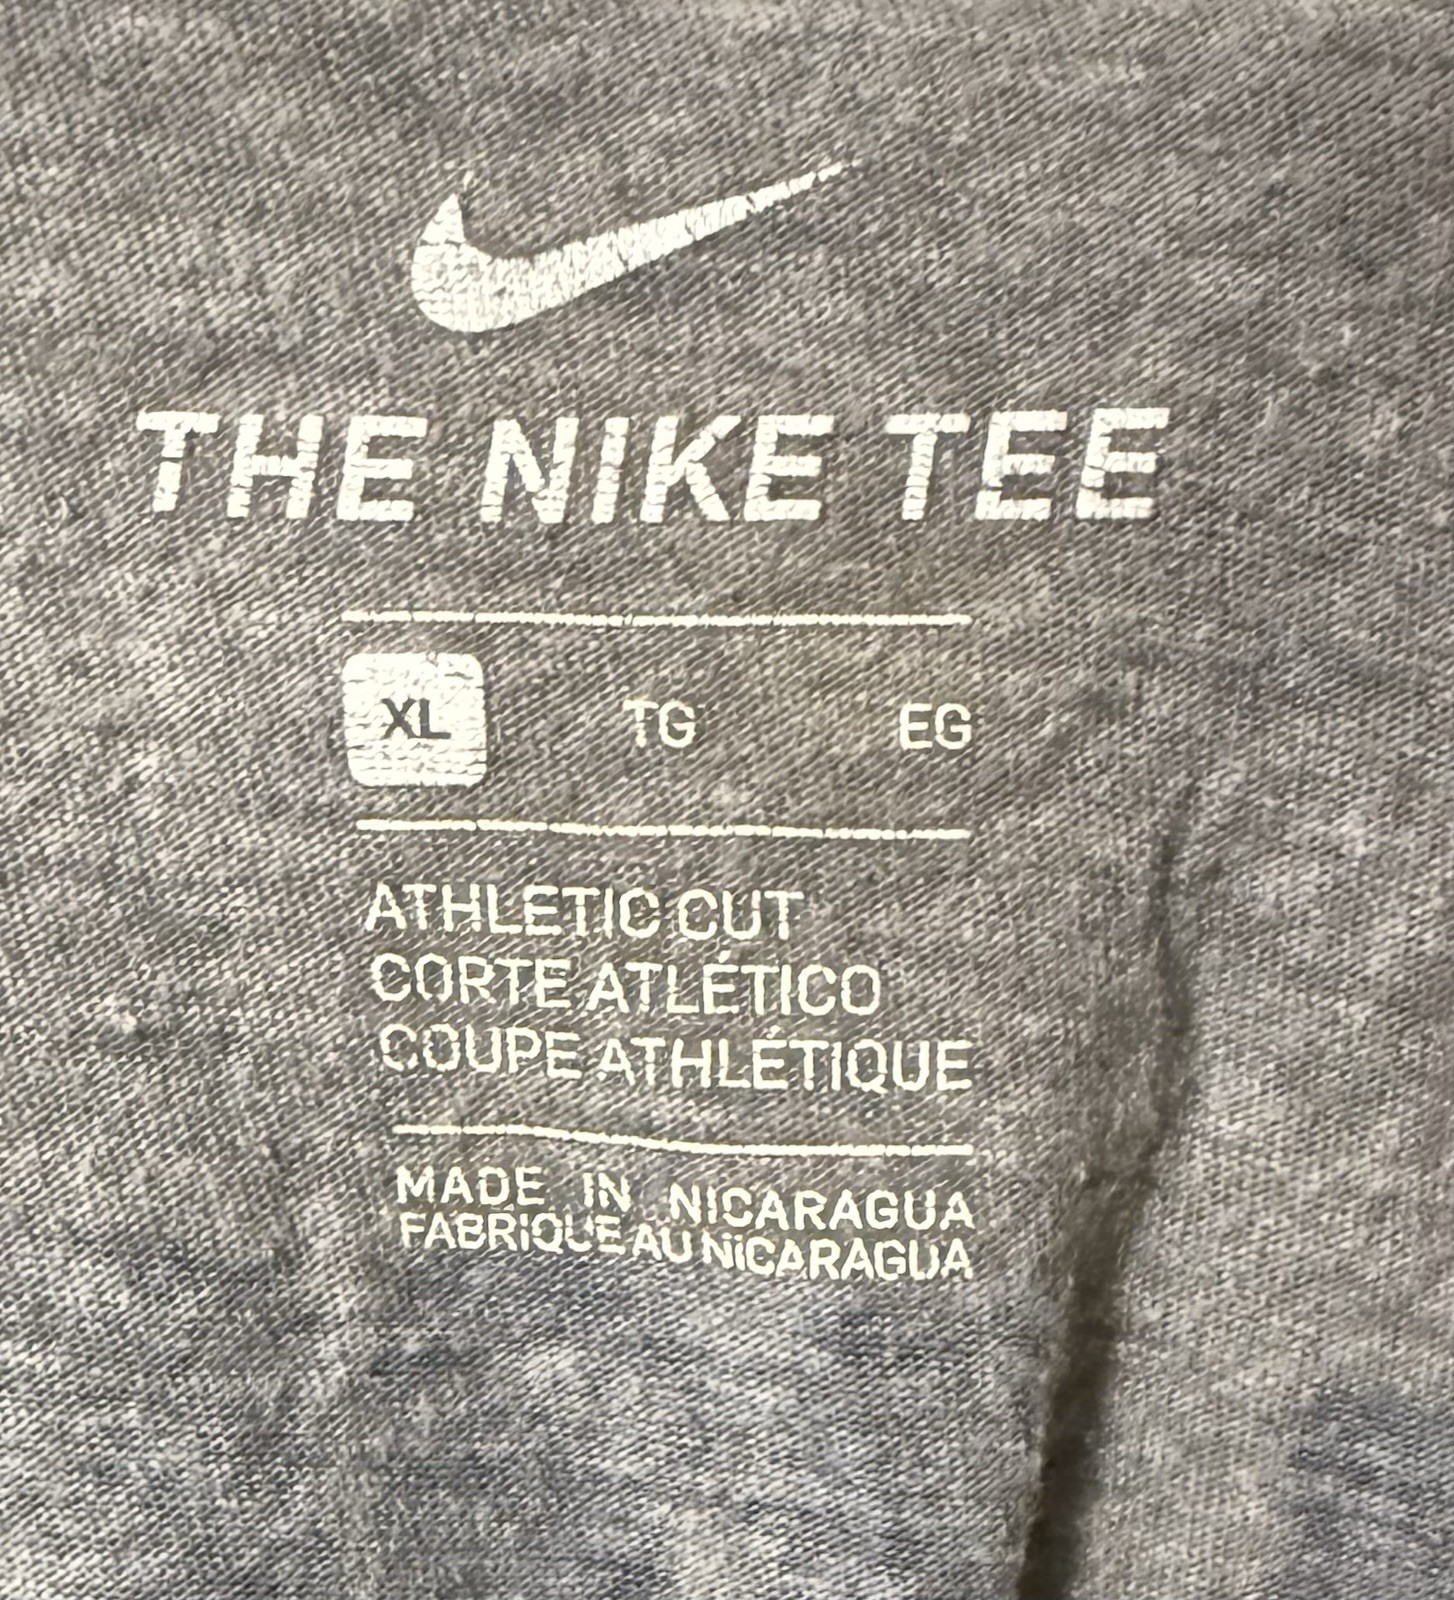 THE NIKE TEE
XL TG EG
ATHLETIC CUT
CORTE ATLÉTICO
COUPE ATHLÉTIQUE
MADE IN NICARAGUA
FABRIQUE AU NICARAGUA